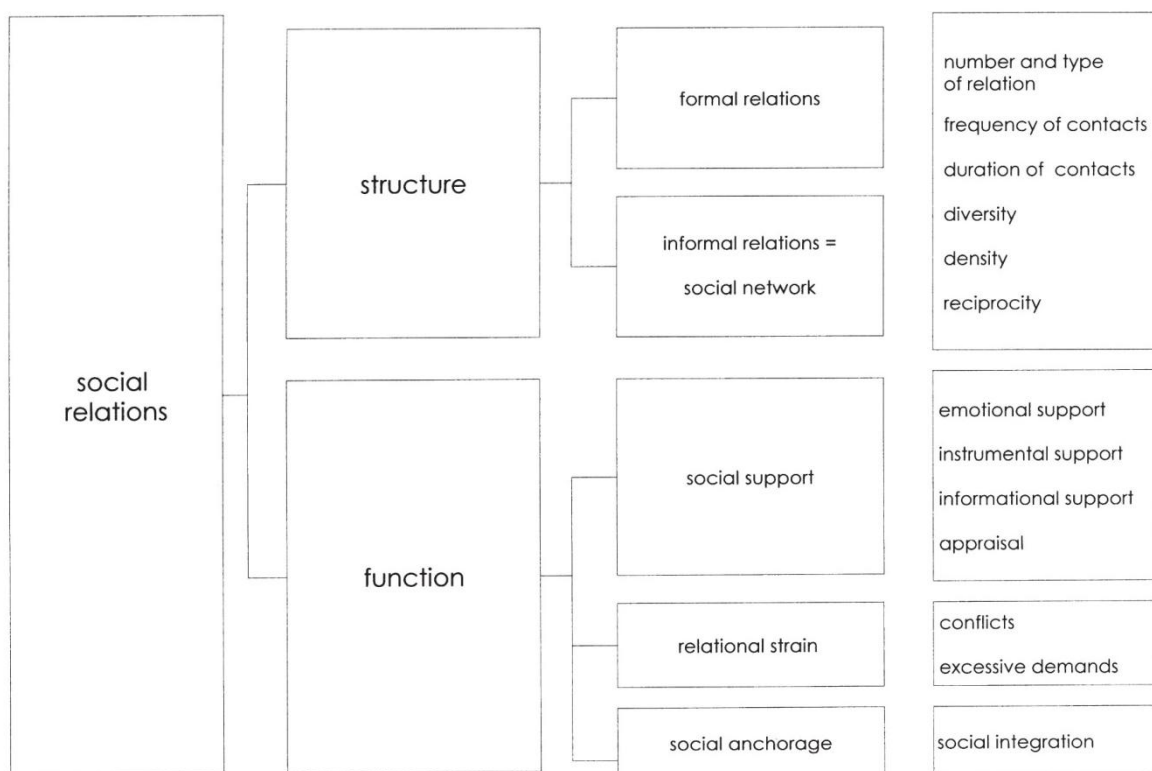 social
relations
structure
function
formal relations
informal relations =
social network
social support
relational strain
social anchorage
number and type
of relation
frequency of contacts
duration of contacts
diversity
density
reciprocity
emotional support
instrumental support
informational support
appraisal
conflicts
excessive demands
social integration